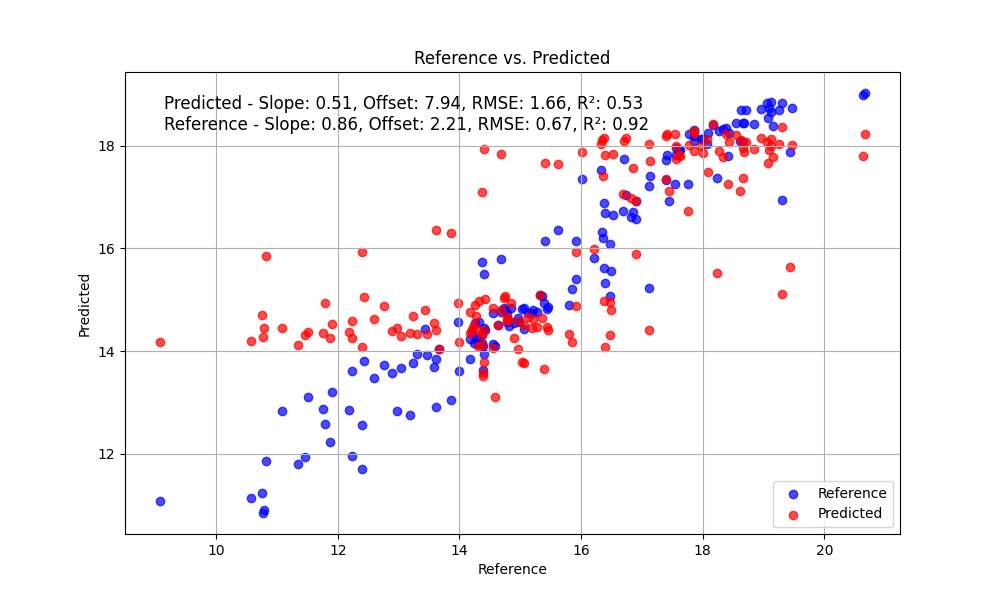 Reference vs. Predicted
Predicted - Slope: 0.51, Offset: 7.94, RMSE: 1.66, R²: 0.53
Reference - Slope: 0.86, Offset: 2.21, RMSE: 0.67, R²: 0.92
Predicted
18
16
14
12
Reference
Predicted
10 12 14 16 18 20
Reference